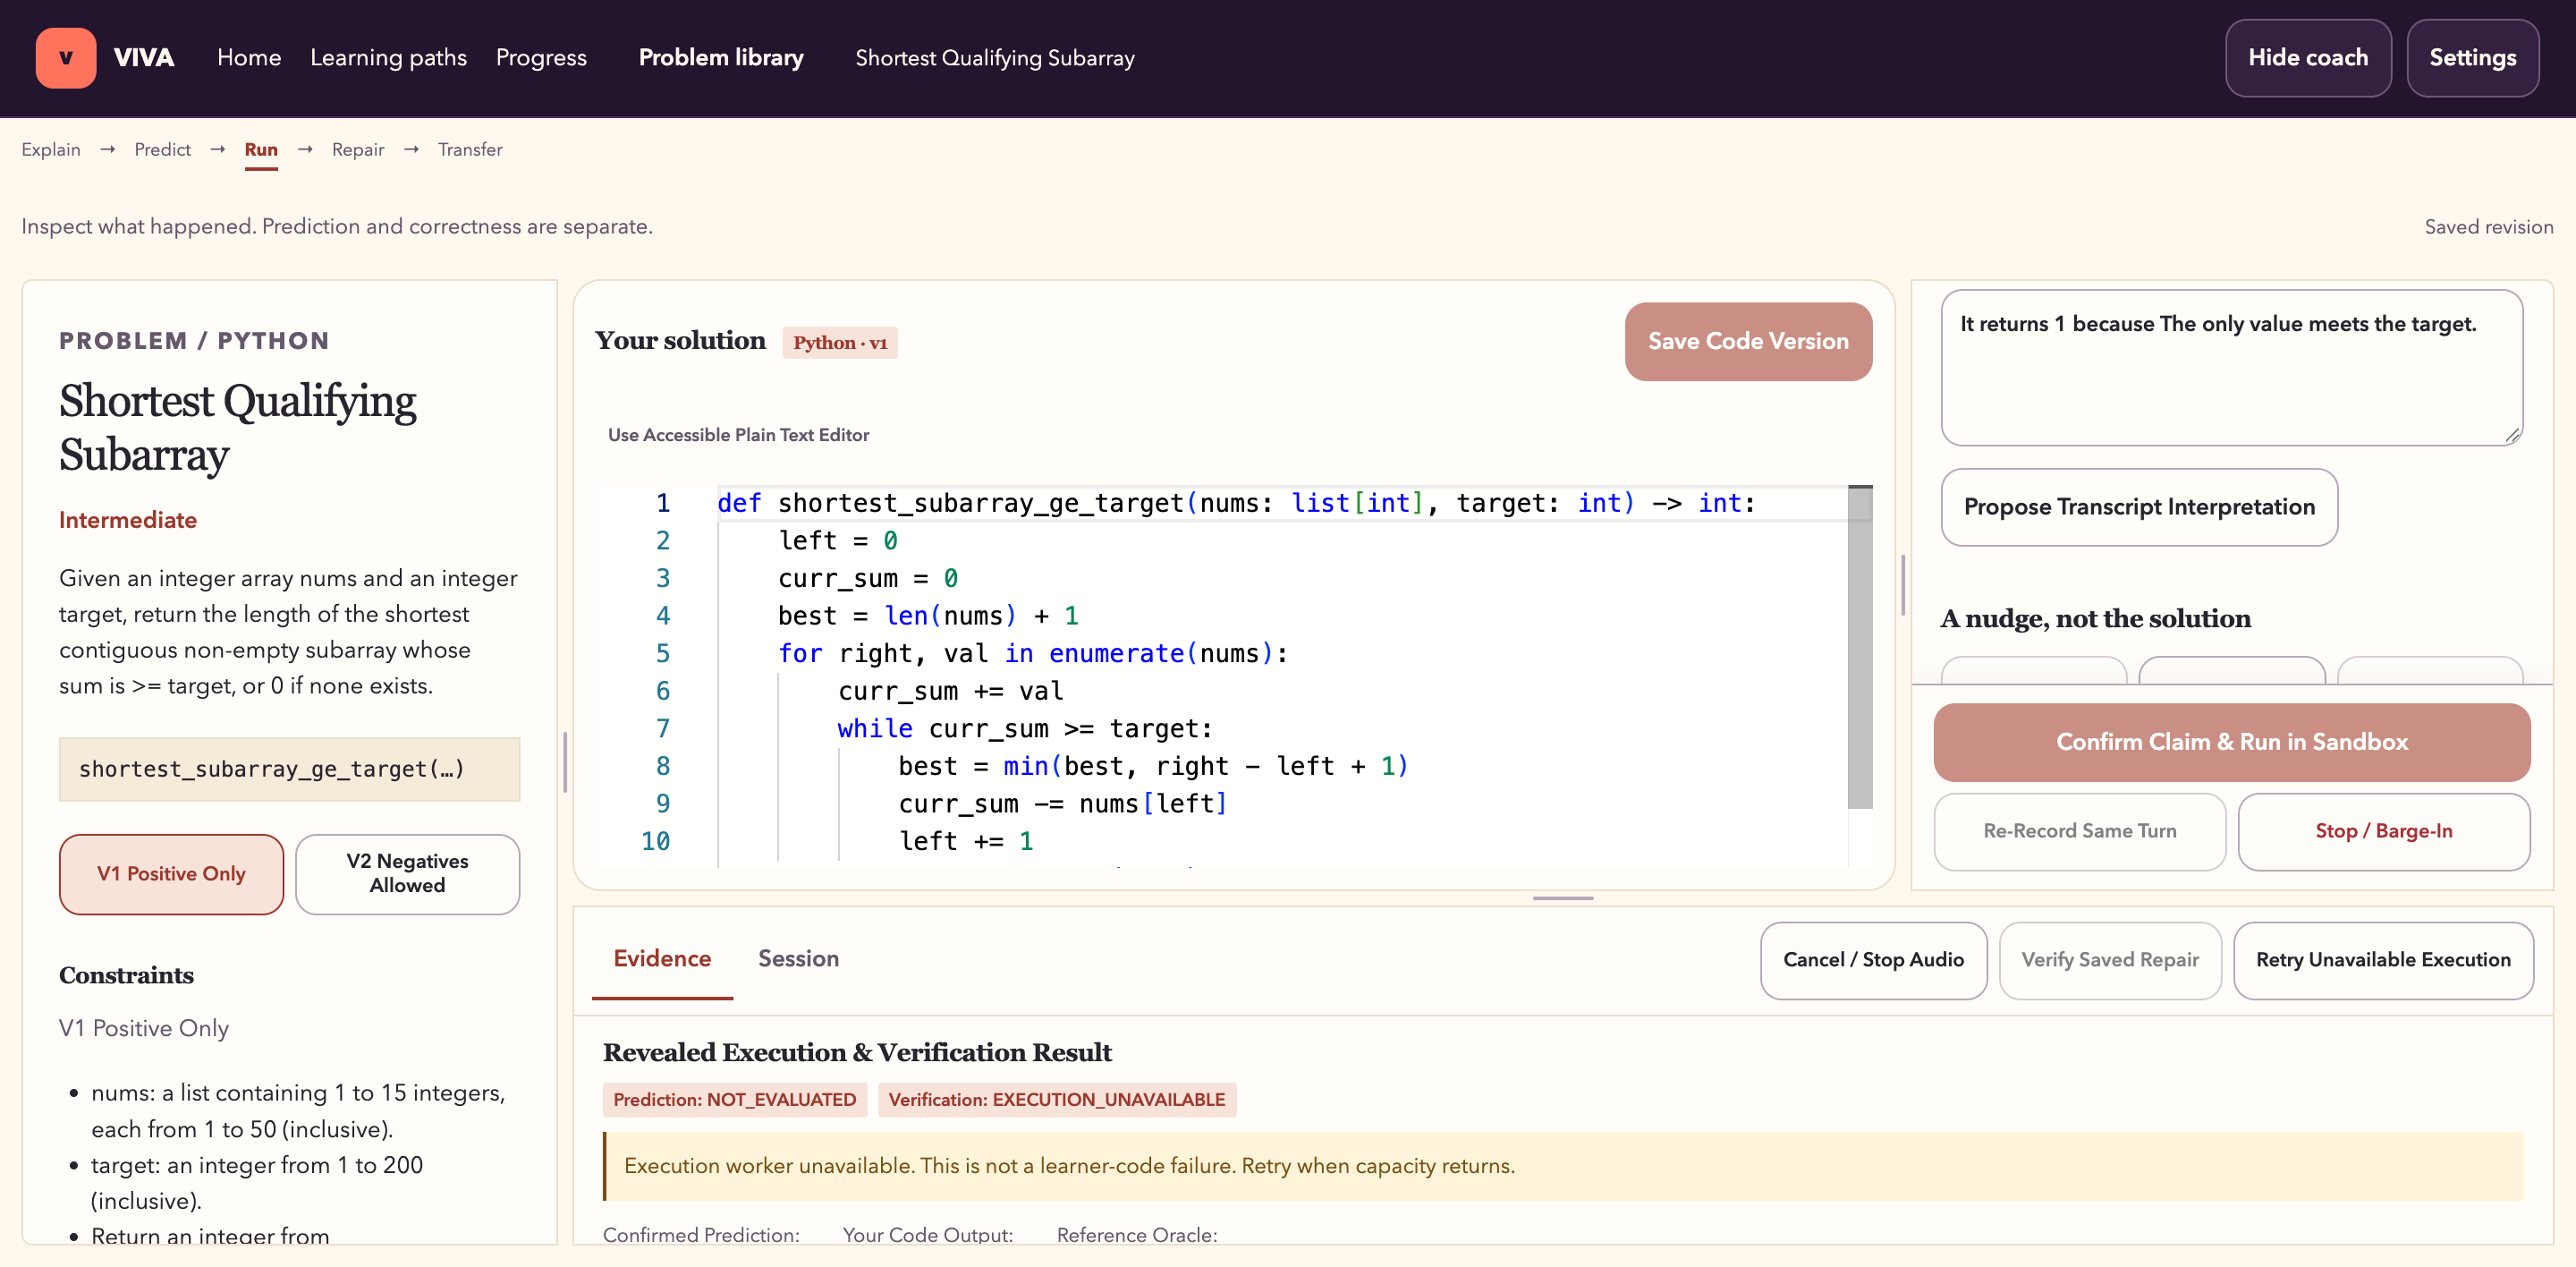 v VIVA Home Learning paths Progress Problem library Shortest Qualifying Subarray Hide coach Settings
Explain → Predict → Run → Repair → Transfer
Inspect what happened. Prediction and correctness are separate. Saved revision
PROBLEM / PYTHON
Shortest Qualifying
Subarray
Intermediate
Given an integer array nums and an integer
target, return the length of the shortest
contiguous non-empty subarray whose
sum is >= target, or 0 if none exists.
shortest_subarray_ge_target(…)
V1 Positive Only
V2 Negatives
Allowed
Constraints
V1 Positive Only
• nums: a list containing 1 to 15 integers,
each from 1 to 50 (inclusive).
• target: an integer from 1 to 200
(inclusive).
• Return an integer from
Your solution Python · v1 Save Code Version
Use Accessible Plain Text Editor
1 def shortest_subarray_ge_target(nums: list[int], target: int) -> int:
2 left = 0
3 curr_sum = 0
4 best = len(nums) + 1
5 for right, val in enumerate(nums):
6 curr_sum += val
7 while curr_sum >= target:
8 best = min(best, right - left + 1)
9 curr_sum -= nums[left]
10 left += 1
It returns 1 because The only value meets the target.
Propose Transcript Interpretation
A nudge, not the solution
Confirm Claim & Run in Sandbox
Re-Record Same Turn Stop / Barge-In
Evidence Session Cancel / Stop Audio Verify Saved Repair Retry Unavailable Execution
Revealed Execution & Verification Result
Prediction: NOT_EVALUATED Verification: EXECUTION_UNAVAILABLE
Execution worker unavailable. This is not a learner-code failure. Retry when capacity returns.
Confirmed Prediction: Your Code Output: Reference Oracle: